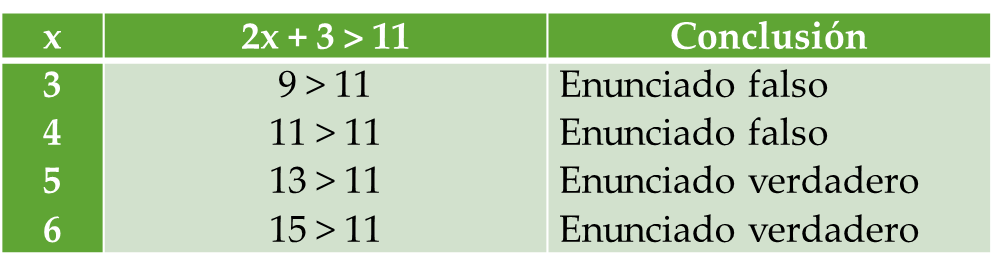 x 2x + 3 > 11 Conclusión
3 9 > 11 Enunciado falso
4 11 > 11 Enunciado falso
5 13 > 11 Enunciado verdadero
6 15 > 11 Enunciado verdadero